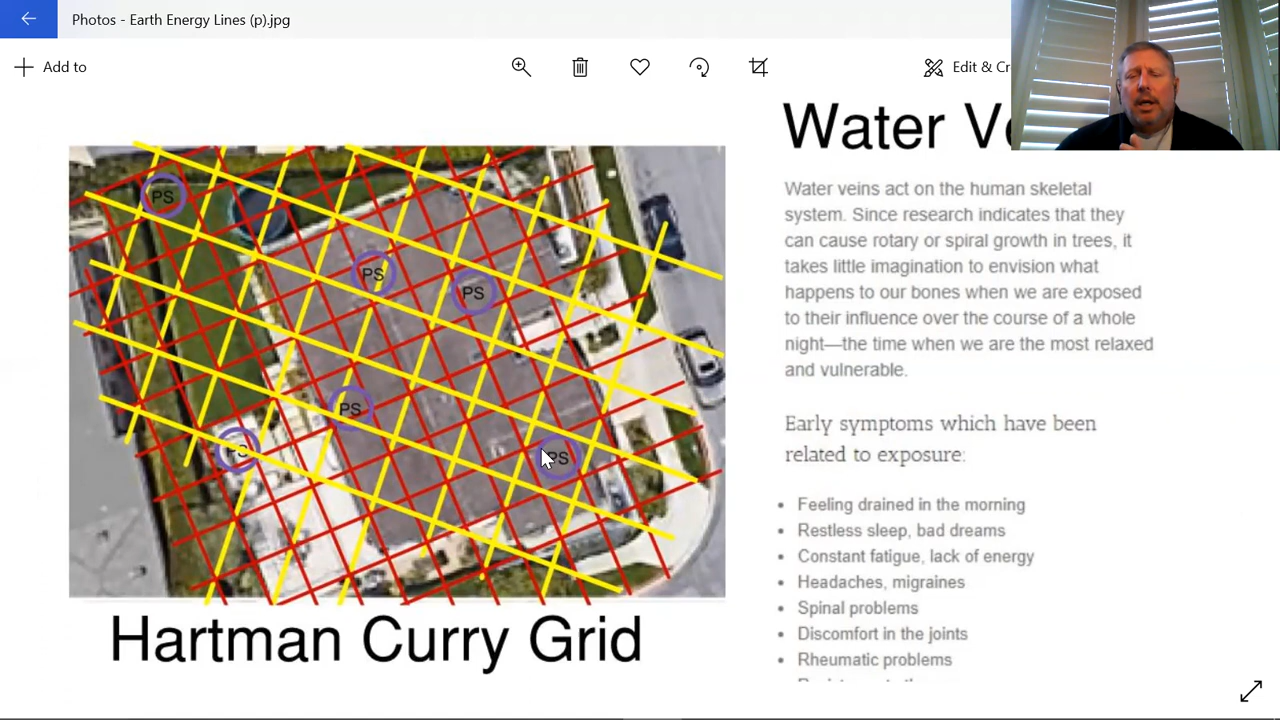 Photos - Earth Energy Lines (p).jpg
Add to
Edit &
Water
PS
PS
PS
PS
PS
PS
Hartman Curry Grid
Water veins act on the human skeletal
system. Since research indicates that they
can cause rotary or spiral growth in trees, it
takes little imagination to envision what
happens to our bones when we are exposed
to their influence over the course of a whole
night—the time when we are the most relaxed
and vulnerable.
Early symptoms which have been
related to exposure:
• Feeling drained in the morning
• Restless sleep, bad dreams
• Constant fatigue, lack of energy
• Headaches, migraines
• Spinal problems
• Discomfort in the joints
• Rheumatic problems